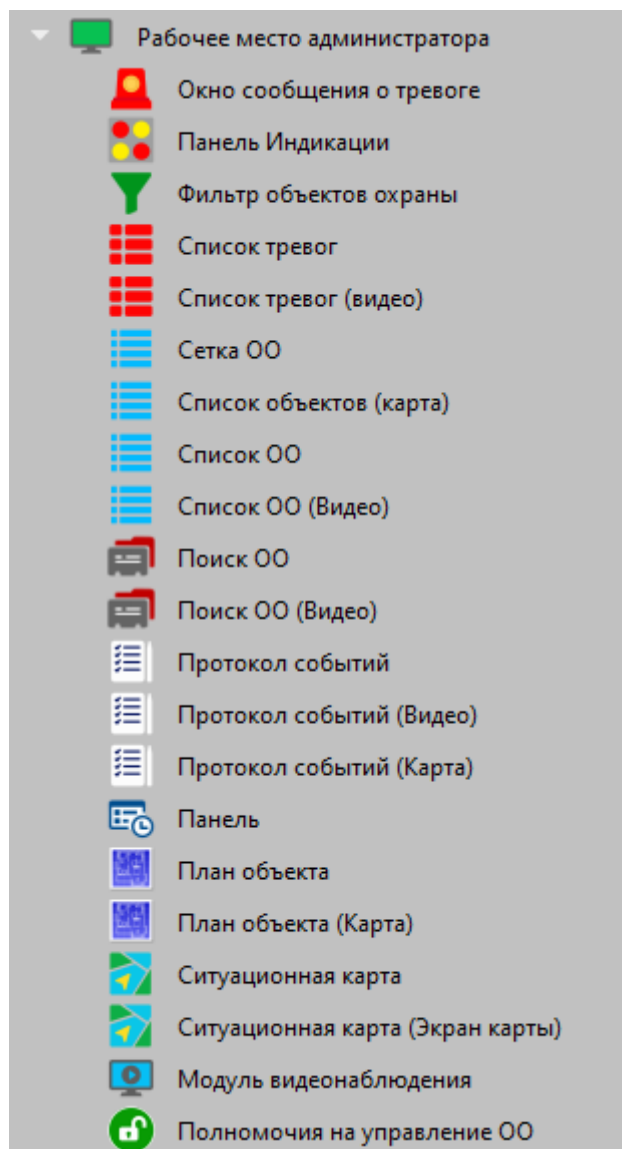 Рабочее место администратора
Окно сообщения о тревоге
Панель Индикации
Фильтр объектов охраны
Список тревог
Список тревог (видео)
Сетка ОО
Список объектов (карта)
Список ОО
Список ОО (Видео)
Поиск ОО
Поиск ОО (Видео)
Протокол событий
Протокол событий (Видео)
Протокол событий (Карта)
Панель
План объекта
План объекта (Карта)
Ситуационная карта
Ситуационная карта (Экран карты)
Модуль видеонаблюдения
Полномочия на управление ОО